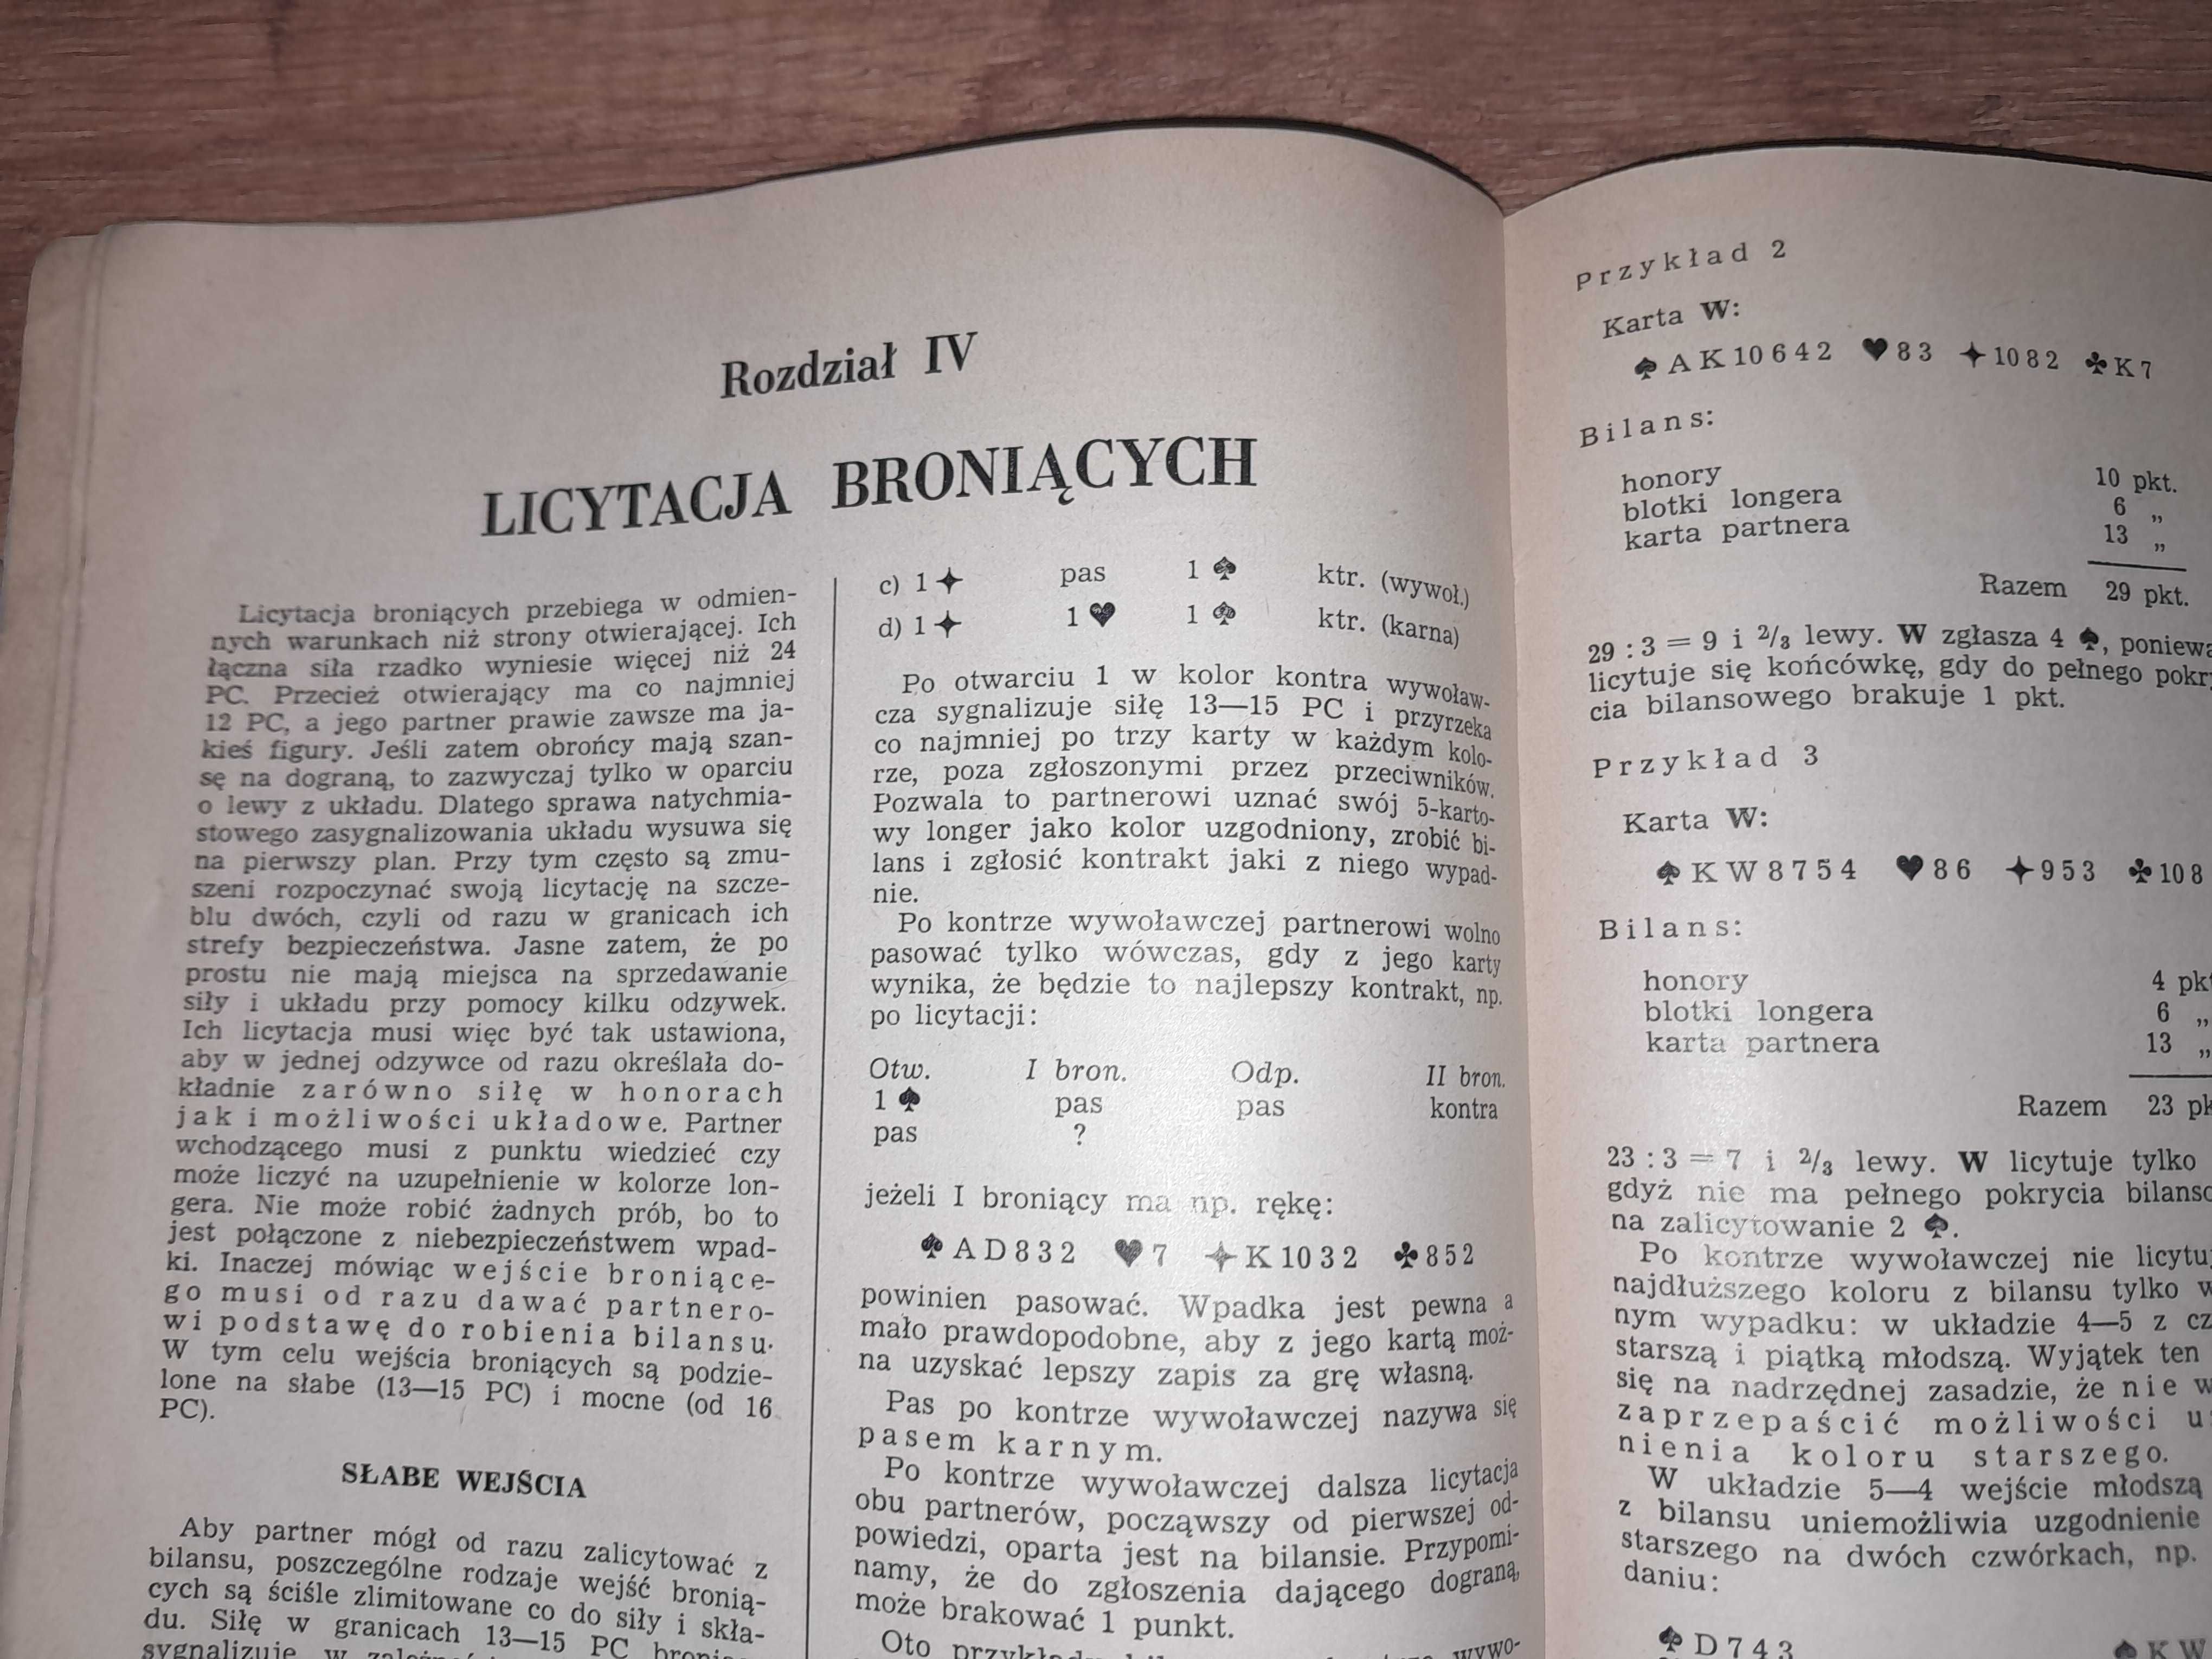 Rozdział IV
LICYTACJA BRONIĄCYCH
Licytacja broniących przebiega w odmien-
nych warunkach niż strony otwierającej. Ich
łączna siła rzadko wyniesie więcej niż 24
PC. Przecież otwierający ma co najmniej
12 PC, a jego partner prawie zawsze ma ja-
kieś figury. Jeśli zatem obrońcy mają szan-
sę na dograną, to zazwyczaj tylko w oparciu
o lewy z układu. Dlatego sprawa natychmia-
stowego zasygnalizowania układu wysuwa się
na pierwszy plan. Przy tym często są zmu-
szeni rozpoczynać swoją licytację na szcze-
blu dwóch, czyli od razu w granicach ich
strefy bezpieczeństwa. Jasne zatem, że po
prostu nie mają miejsca na sprzedawanie
siły i układu przy pomocy kilku odzywek.
Ich licytacja musi więc być tak ustawiona,
aby w jednej odzywce od razu określała do-
kładnie zarówno siłę w honorach
jak i możliwości układowe. Partner
wchodzącego musi z punktu wiedzieć czy
może liczyć na uzupełnienie w kolorze lon-
gera. Nie może robić żadnych prób, bo to
jest połączone z niebezpieczeństwem wpad-
ki. Inaczej mówiąc wejście broniące-
go musi od razu dawać partnero-
wi podstawę do robienia bilansu.
W tym celu wejścia broniących są podzie-
lone na słabe (13—15 PC) i mocne (od 16
PC).
SŁABE WEJŚCIA
Aby partner mógł od razu zalicytować z
bilansu, poszczególne rodzaje wejść bronią-
cych są ściśle zlimitowane co do siły i skła-
du. Siłę w granicach 13—15 PC
sygnalizuje w
c) 1 ♦ pas 1 ♠ ktr. (wywoł.)
d) 1 ♦ 1 ♥ 1 ♠ ktr. (karna)
Po otwarciu 1 w kolor kontra wywoław-
cza sygnalizuje siłę 13—15 PC i przyrzeka
co najmniej po trzy karty w każdym kolo-
rze, poza zgłoszonymi przez przeciwników.
Pozwala to partnerowi uznać swój 5-karto-
wy longer jako kolor uzgodniony, zrobić bi-
lans i zgłosić kontrakt jaki z niego wypad-
nie.
Po kontrze wywoławczej partnerowi wolno
pasować tylko wówczas, gdy z jego karty
wynika, że będzie to najlepszy kontrakt, np.
po licytacji:
Otw. I bron. Odp. II bron.
1 ♠ pas pas kontra
pas ?
jeżeli I broniący ma np. rękę:
♠ A D 8 3 2 ♥ 7 ♦ K 10 3 2 ♣ 8 5 2
powinien pasować. Wpadka jest pewna a
mało prawdopodobne, aby z jego kartą moż-
na uzyskać lepszy zapis za grę własną.
Pas po kontrze wywoławczej nazywa się
pasem karnym.
Po kontrze wywoławczej dalsza licytacja
obu partnerów, począwszy od pierwszej od-
powiedzi, oparta jest na bilansie. Przypomi-
namy, że do zgłoszenia dającego dograną,
może brakować 1 punkt.
Oto wywo-
Przykład 2
Karta W:
♠ A K 10 6 4 2 ♥ 8 3 ♦ 10 8 2 ♣ K 7
Bilans:
honory 10 pkt.
blotki longera 6 „
karta partnera 13 „
Razem 29 pkt.
29 : 3 = 9 i 2/3 lewy. W zgłasza 4 ♠, poniewa
licytuje się końcówkę, gdy do pełnego pokry
cia bilansowego brakuje 1 pkt.
Przykład 3
Karta W:
♠ K W 8 7 5 4 ♥ 8 6 ♦ 9 5 3 ♣ 10 8
Bilans:
honory 4 pkt
blotki longera 6 „
karta partnera 13 „
Razem 23 pk
23 : 3 = 7 i 2/3 lewy. W licytuje tylko
gdyż nie ma pełnego pokrycia bilanso
na zalicytowanie 2 ♠.
Po kontrze wywoławczej nie licytu
najdłuższego koloru z bilansu tylko w
nym wypadku: w układzie 4—5 z cz
starszą i piątką młodszą. Wyjątek ten
się na nadrzędnej zasadzie, że nie w
zaprzepaścić możliwości u
nienia koloru starszego.
W układzie 5—4 wejście młodszą
z bilansu uniemożliwia uzgodnienie
starszego na dwóch czwórkach, np.
daniu:
♠ D 7 4 3 ♠ K W